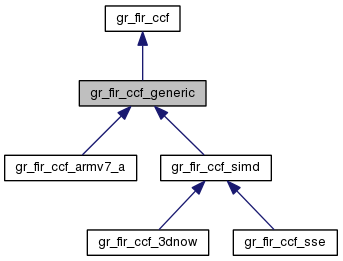 gr_fir_ccf
gr_fir_ccf_generic
gr_fir_ccf_armv7_a
gr_fir_ccf_simd
gr_fir_ccf_3dnow
gr_fir_ccf_sse